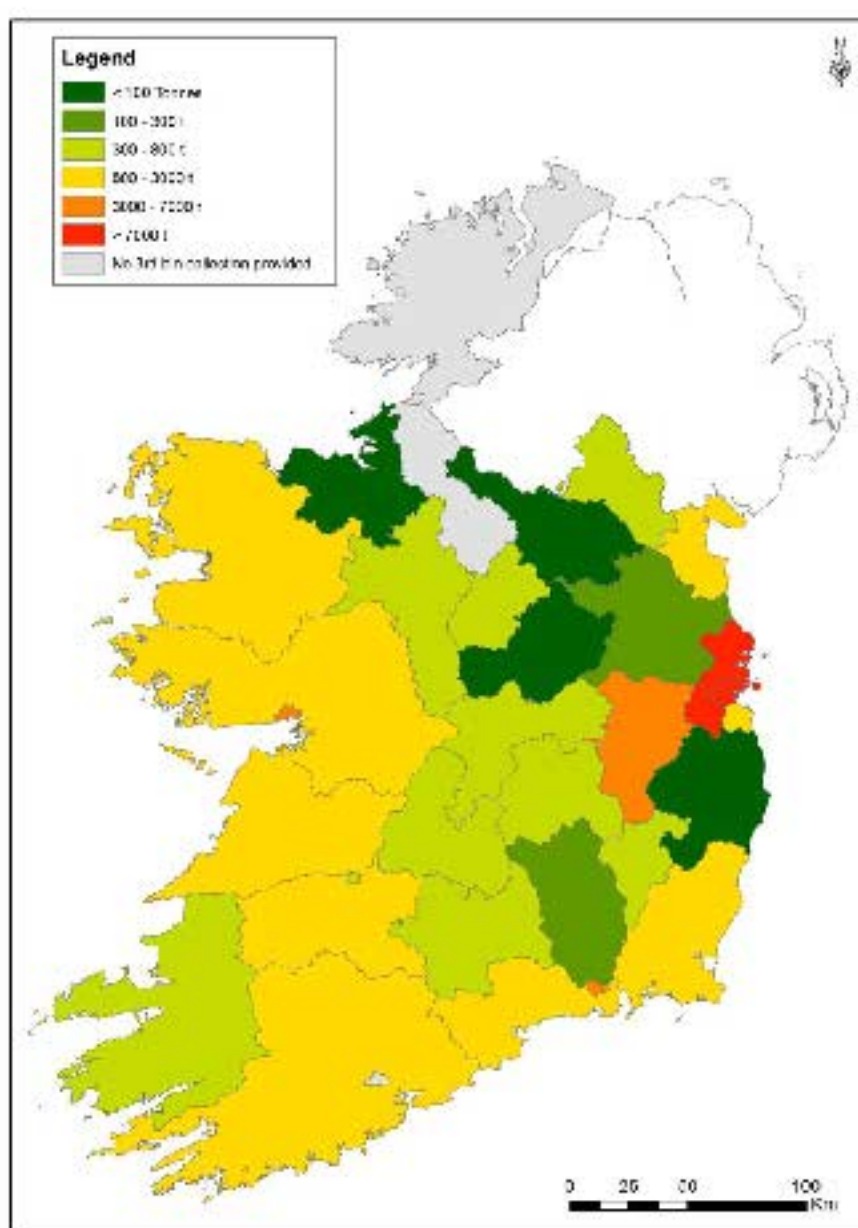 Legend
< 100 Tonnes
100 - 300 t
300 - 800 t
800 - 3000 t
3000 - 7000 t
> 7000 t
No 3rd bin collection provided
N
0 25 50 100
Km